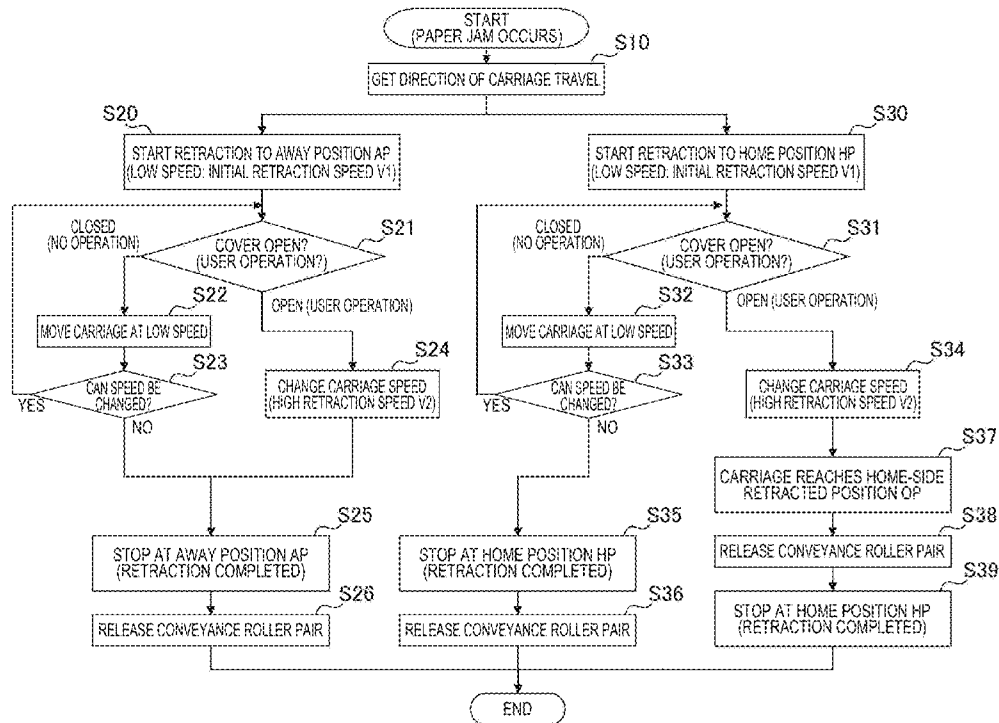 START
(PAPER JAM OCCURS)
S10
GET DIRECTION OF CARRIAGE TRAVEL
S20
START RETRACTION TO AWAY POSITION AP
(LOW SPEED: INITIAL RETRACTION SPEED V1)
S30
START RETRACTION TO HOME POSITION HP
(LOW SPEED: INITIAL RETRACTION SPEED V1)
CLOSED
(NO OPERATION)
S21
COVER OPEN?
(USER OPERATION?)
OPEN (USER OPERATION)
S22
MOVE CARRIAGE AT LOW SPEED
S23
CAN SPEED BE
CHANGED?
YES
NO
S24
CHANGE CARRIAGE SPEED
(HIGH RETRACTION SPEED V2)
CLOSED
(NO OPERATION)
S31
COVER OPEN?
(USER OPERATION?)
OPEN (USER OPERATION)
S32
MOVE CARRIAGE AT LOW SPEED
S33
CAN SPEED BE
CHANGED?
YES
NO
S34
CHANGE CARRIAGE SPEED
(HIGH RETRACTION SPEED V2)
S37
CARRIAGE REACHES HOME-SIDE
RETRACTED POSITION OP
S38
RELEASE CONVEYANCE ROLLER PAIR
S39
STOP AT HOME POSITION HP
(RETRACTION COMPLETED)
S25
STOP AT AWAY POSITION AP
(RETRACTION COMPLETED)
S26
RELEASE CONVEYANCE ROLLER PAIR
S35
STOP AT HOME POSITION HP
(RETRACTION COMPLETED)
S36
RELEASE CONVEYANCE ROLLER PAIR
END